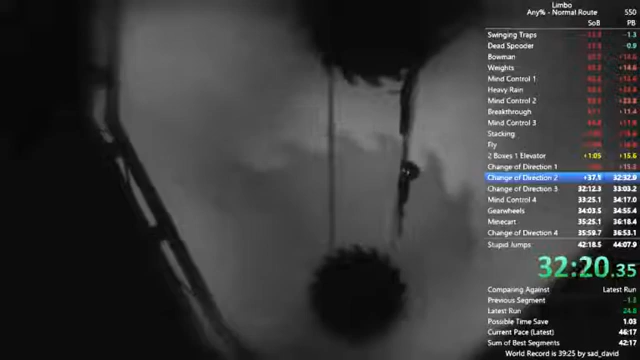 Limbo
Any% - Normal Route 550
SoB PB
Swinging Traps -1.3
Dead Spooder -0.9
Bowman
Weights +14.6
Mind Control 1
Heavy Rain
Mind Control 2
Breakthrough +11.4
Mind Control 3
Stacking
Fly
2 Boxes 1 Elevator +1:05 +15.6
Change of Direction 1
Change of Direction 2 32:32.9
Change of Direction 3 32:12.3 33:03.2
Mind Control 4 33:25.1 34:17.0
Gearwheels 34:03.5 34:55.4
Minecart 35:25.1 36:18.4
Change of Direction 4 35:59.7 36:53.1
Stupid Jumps 42:18.5 44:07.9
32:20.35
Comparing Against Latest Run
Previous Segment
Latest Run 24.8
Possible Time Save 1.03
Current Pace (Latest) 46:17
Sum of Best Segments 42:17
World Record is 39:25 by sad_david